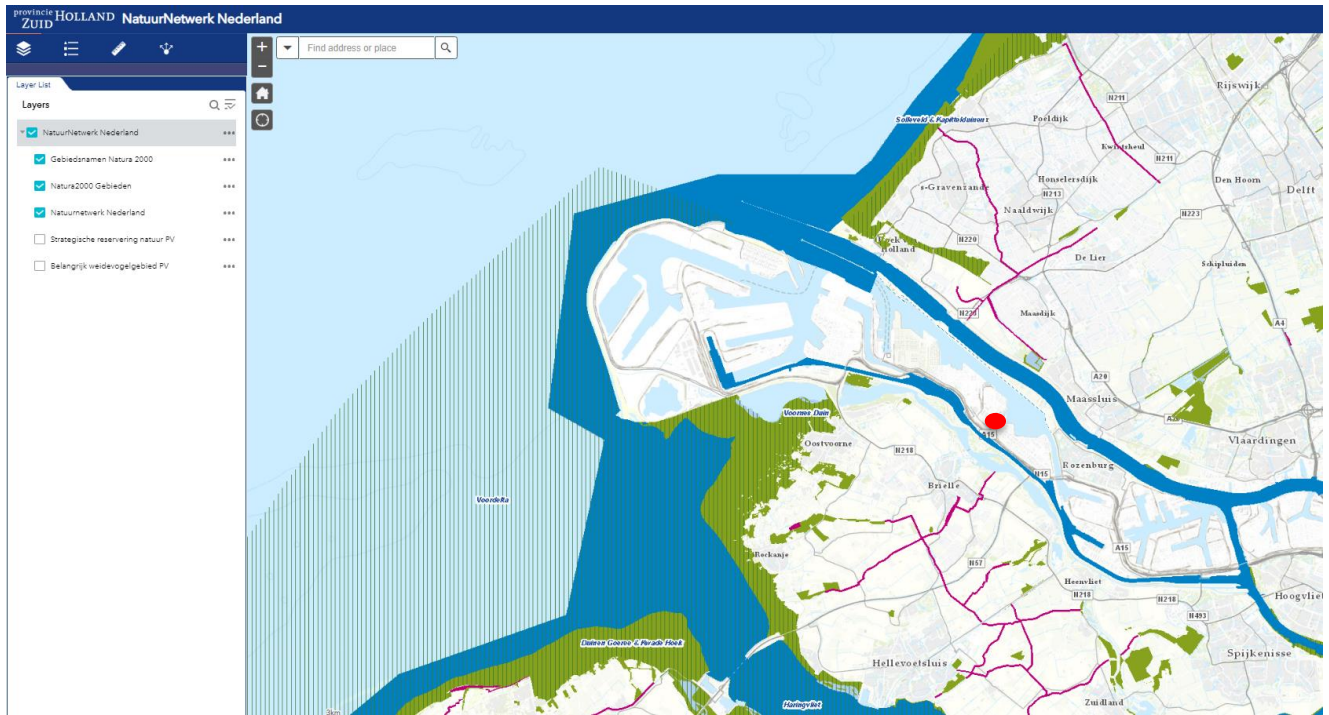 provincie ZUID HOLLAND NatuurNetwerk Nederland
Find address or place
Layer List
Layers
NatuurNetwerk Nederland
Gebiedsnamen Natura 2000
Natura2000 Gebieden
Natuurnetwerk Nederland
Strategische reservering natuur PV
Belangrijk weidevogelgebied PV
+
−
Rijswijk
N211
Solleveld & Kapittelduinen
Poeldijk
Kwintsheul
N211
s-Gravenzande
Honselersdijk
N213
Den Hoorn
Delft
Naaldwijk
N223
N220
Hoek v
Holland
De Lier
Schipluiden
N220
Maasdijk
A4
A20
Maassluis
Voornes Duin
Oostvoorne
A15
Vlaardingen
N218
Rozenburg
N15
Brielle
Voordelta
Rockanje
A15
N57
Heenvliet
N218
N218
Hoogvliet
N493
Duinen Goeree & Kwade Hoek
Spijkenisse
Hellevoetsluis
Zuidland
Haringvliet
3km